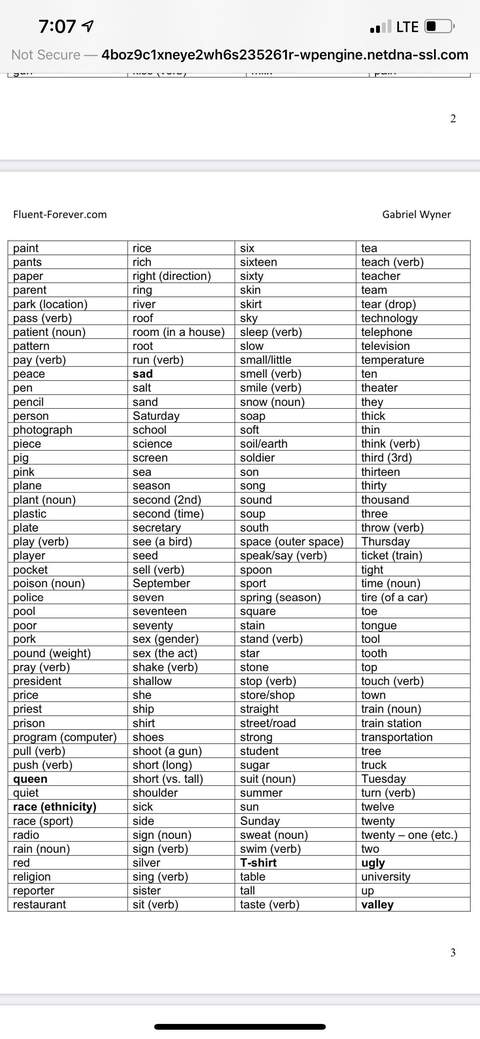 7:07 LTE
Not Secure — 4boz9c1xneye2wh6s235261r-wpengine.netdna-ssl.com
2
Fluent-Forever.com Gabriel Wyner
paint rice six tea
pants rich sixteen teach (verb)
paper right (direction) sixty teacher
parent ring skin team
park (location) river skirt tear (drop)
pass (verb) roof sky technology
patient (noun) room (in a house) sleep (verb) telephone
pattern root slow television
pay (verb) run (verb) small/little temperature
peace sad smell (verb) ten
pen salt smile (verb) theater
pencil sand snow (noun) they
person Saturday soap thick
photograph school soft thin
piece science soil/earth think (verb)
pig screen soldier third (3rd)
pink sea son thirteen
plane season song thirty
plant (noun) second (2nd) sound thousand
plastic second (time) soup three
plate secretary south throw (verb)
play (verb) see (a bird) space (outer space) Thursday
player seed speak/say (verb) ticket (train)
pocket sell (verb) spoon tight
poison (noun) September sport time (noun)
police seven spring (season) tire (of a car)
pool seventeen square toe
poor seventy stain tongue
pork sex (gender) stand (verb) tool
pound (weight) sex (the act) star tooth
pray (verb) shake (verb) stone top
president shallow stop (verb) touch (verb)
price she store/shop town
priest ship straight train (noun)
prison shirt street/road train station
program (computer) shoes strong transportation
pull (verb) shoot (a gun) student tree
push (verb) short (long) sugar truck
queen short (vs. tall) suit (noun) Tuesday
quiet shoulder summer turn (verb)
race (ethnicity) sick sun twelve
race (sport) side Sunday twenty
radio sign (noun) sweat (noun) twenty – one (etc.)
rain (noun) sign (verb) swim (verb) two
red silver T-shirt ugly
religion sing (verb) table university
reporter sister tall up
restaurant sit (verb) taste (verb) valley
3